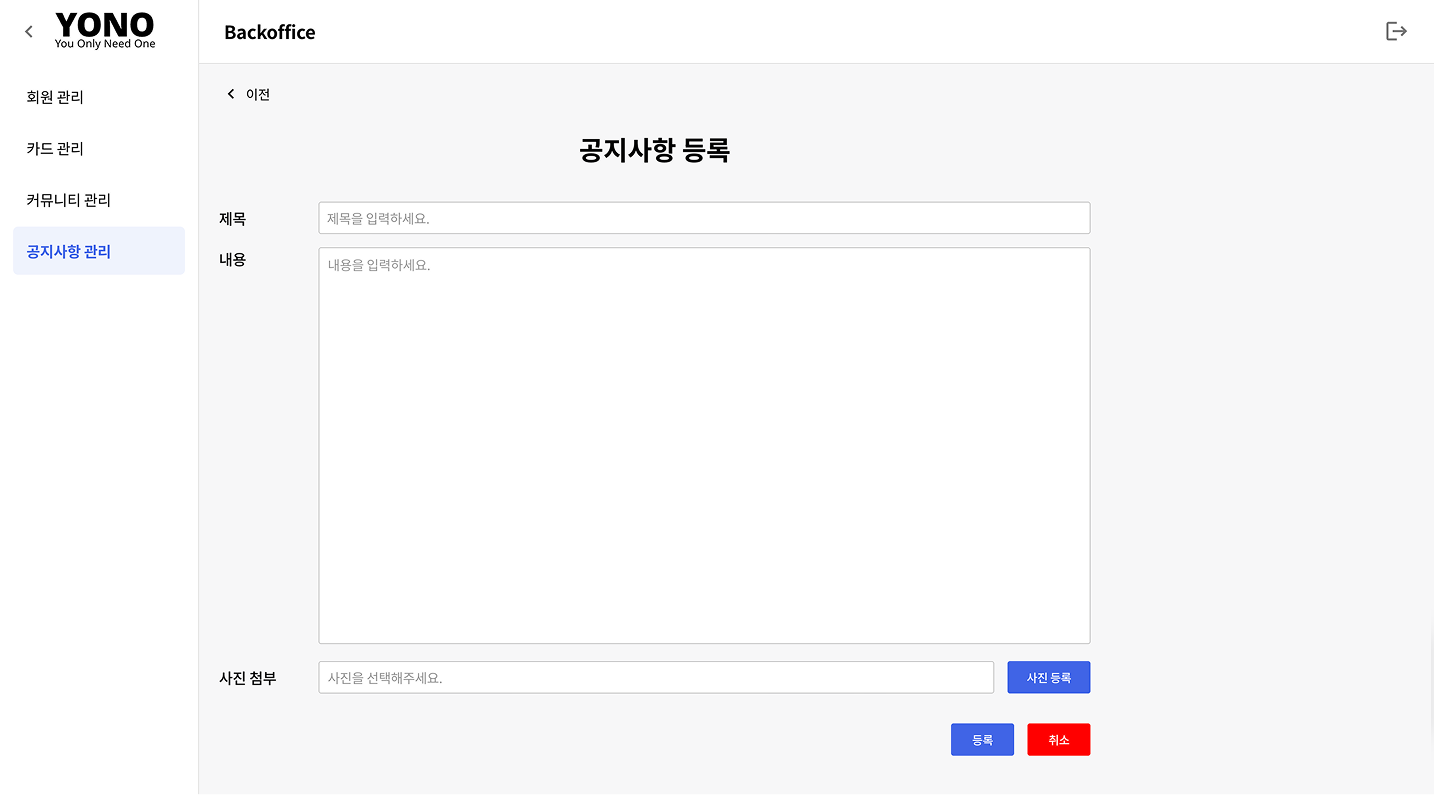 YONO
You Only Need One
Backoffice
회원 관리
카드 관리
커뮤니티 관리
공지사항 관리
이전
공지사항 등록
제목
제목을 입력하세요.
내용
내용을 입력하세요.
사진 첨부
사진을 선택해주세요.
사진 등록
등록
취소